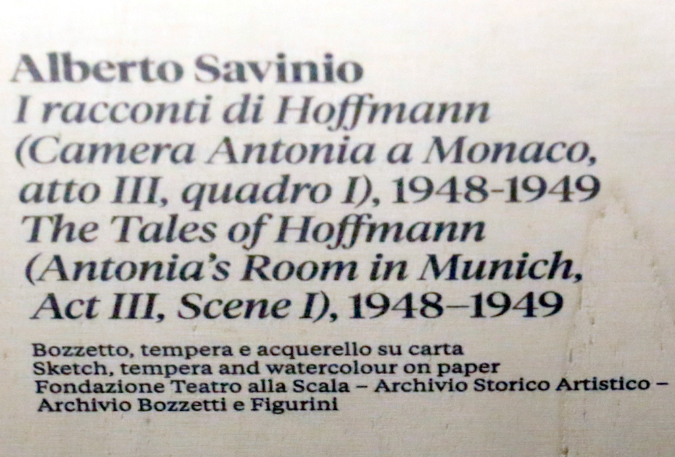 Alberto Savinio
I racconti di Hoffmann
(Camera Antonia a Monaco,
atto III, quadro I), 1948-1949
The Tales of Hoffmann
(Antonia's Room in Munich,
Act III, Scene I), 1948–1949
Bozzetto, tempera e acquerello su carta
Sketch, tempera and watercolour on paper
Fondazione Teatro alla Scala – Archivio Storico Artistico –
Archivio Bozzetti e Figurini